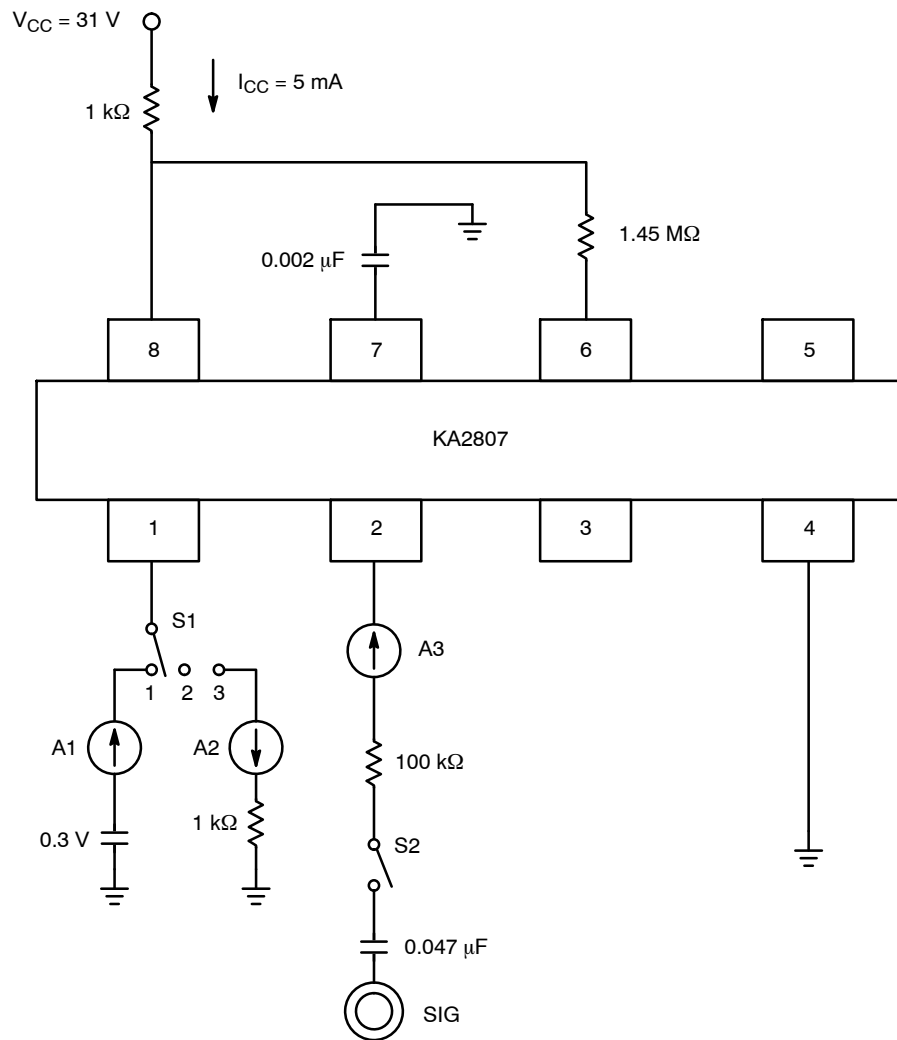 V_CC = 31 V
I_CC = 5 mA
1 kΩ
0.002 μF
1.45 MΩ
8
7
6
5
KA2807
1
2
3
4
S1
1
2
3
A3
A1
A2
100 kΩ
0.3 V
1 kΩ
S2
0.047 μF
SIG